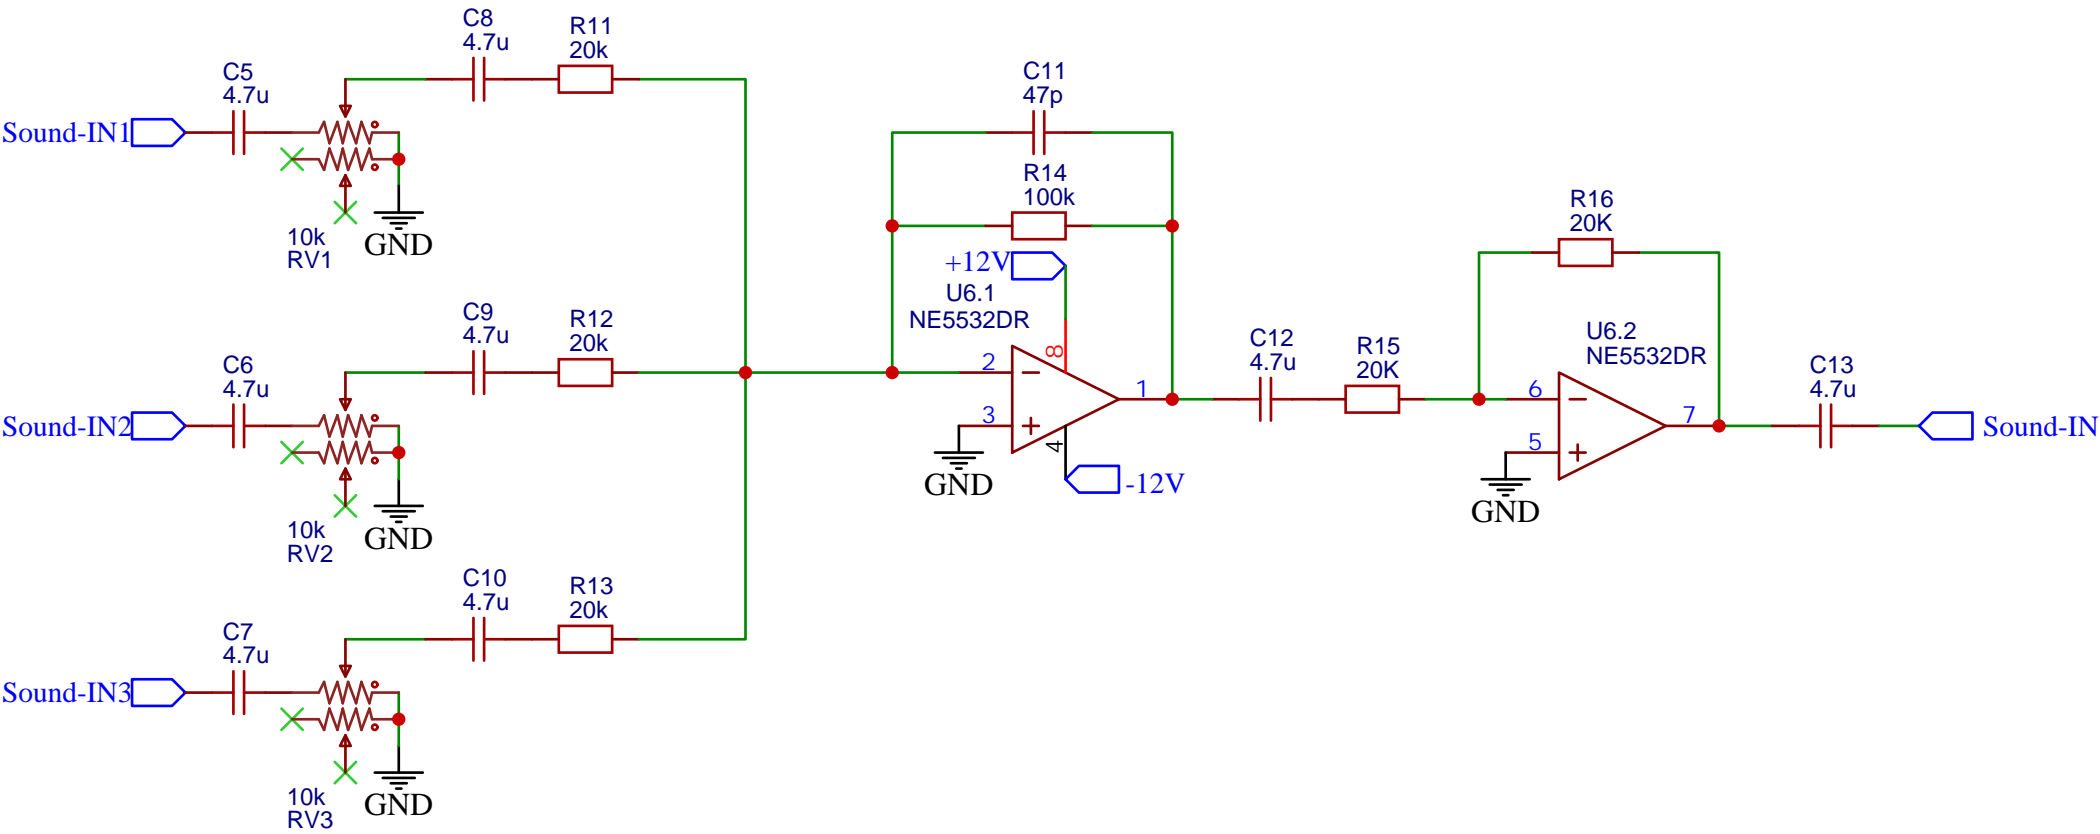 C5
4.7u
Sound-IN1
10k
RV1
GND
C8
4.7u
R11
20k
C6
4.7u
Sound-IN2
10k
RV2
GND
C9
4.7u
R12
20k
C7
4.7u
Sound-IN3
10k
RV3
GND
C10
4.7u
R13
20k
C11
47p
R14
100k
+12V
U6.1
NE5532DR
8
2
3
1
4
GND
-12V
C12
4.7u
R15
20K
R16
20K
U6.2
NE5532DR
6
5
7
GND
C13
4.7u
Sound-IN